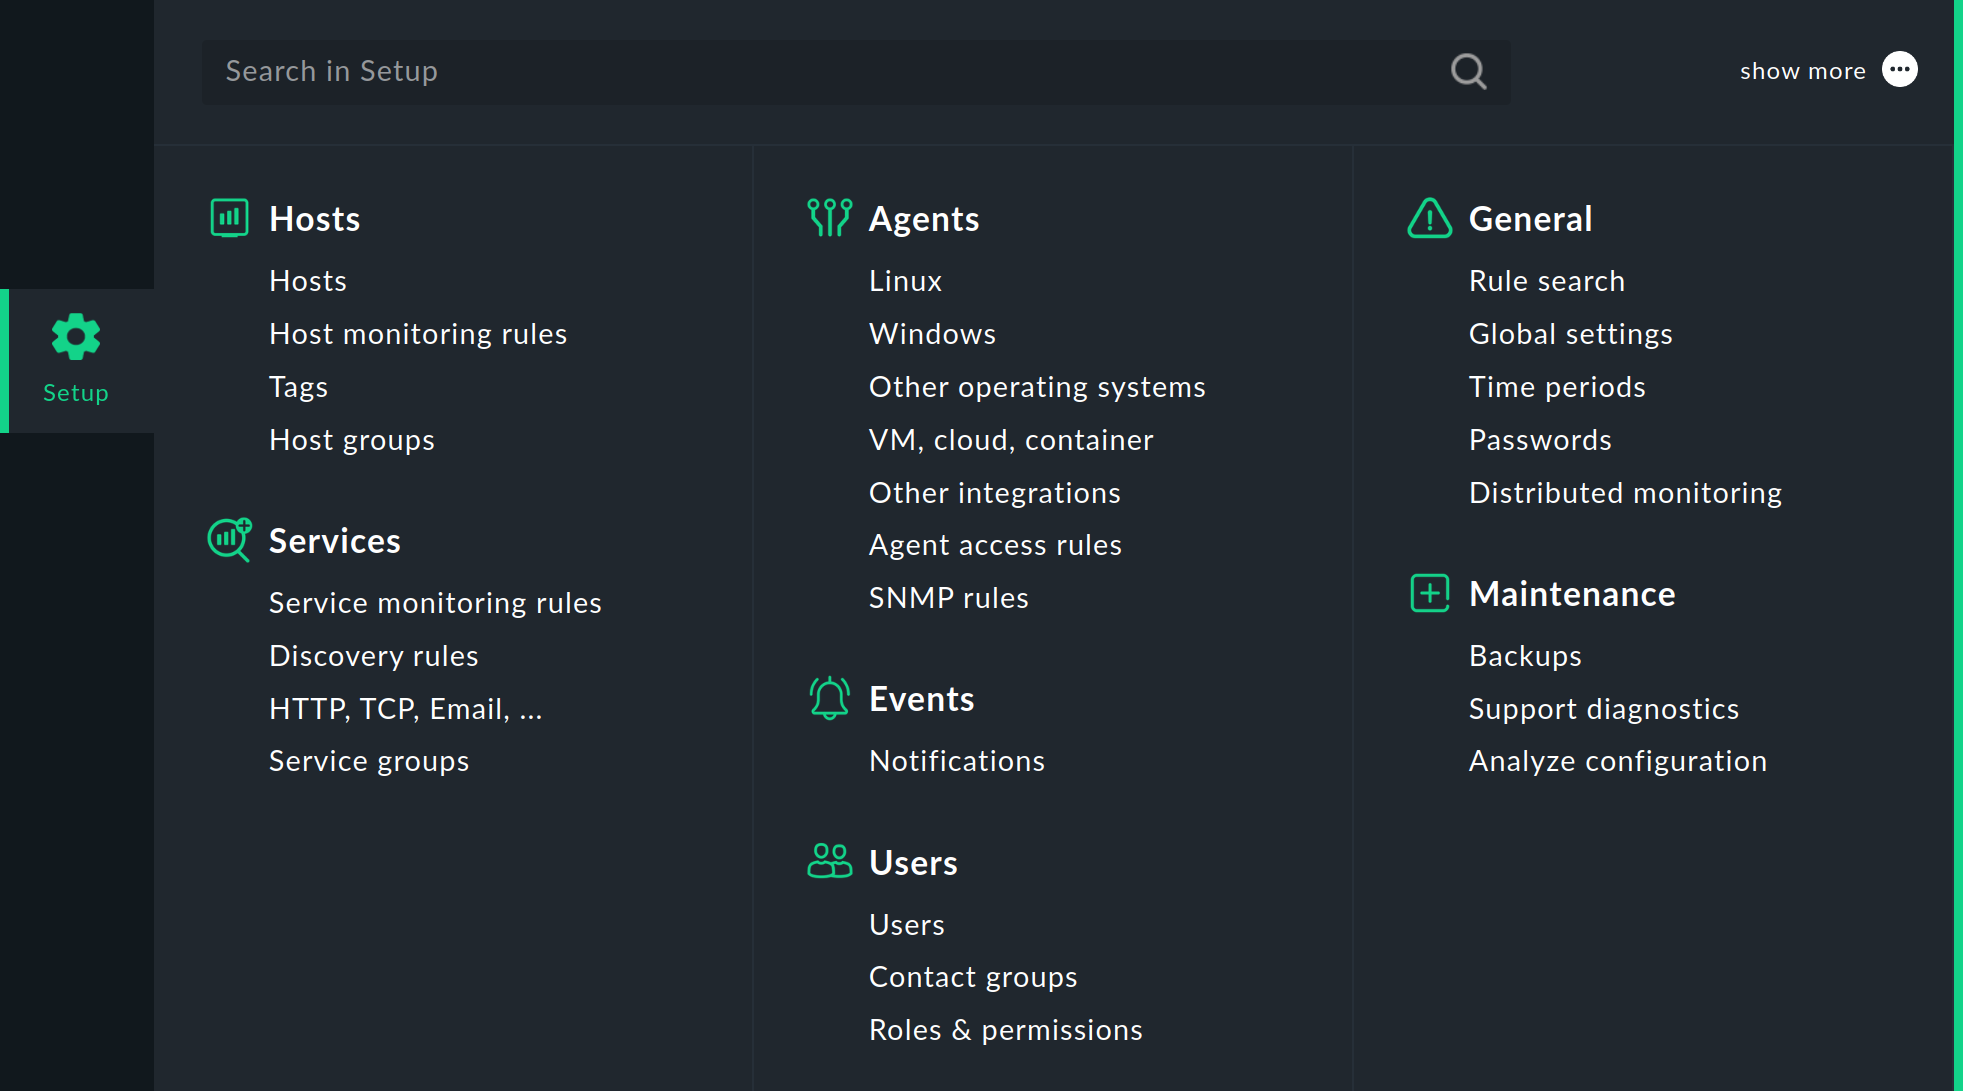 Search in Setup
show more
Setup
Hosts
Hosts
Host monitoring rules
Tags
Host groups
Services
Service monitoring rules
Discovery rules
HTTP, TCP, Email, ...
Service groups
Agents
Linux
Windows
Other operating systems
VM, cloud, container
Other integrations
Agent access rules
SNMP rules
Events
Notifications
Users
Users
Contact groups
Roles & permissions
General
Rule search
Global settings
Time periods
Passwords
Distributed monitoring
Maintenance
Backups
Support diagnostics
Analyze configuration